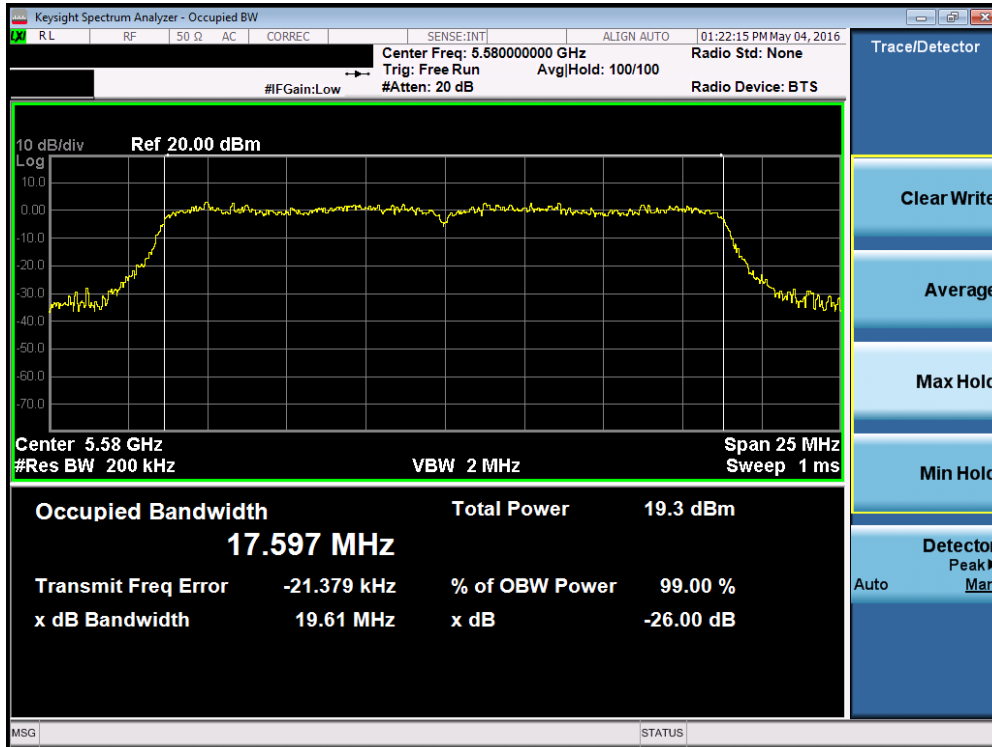 Keysight Spectrum Analyzer - Occupied BW
LXI RL RF 50 Ω AC CORREC SENSE:INT ALIGN AUTO 01:22:15 PM May 04, 2016
Center Freq: 5.580000000 GHz Radio Std: None
Trig: Free Run Avg|Hold: 100/100
#IFGain:Low #Atten: 20 dB Radio Device: BTS
10 dB/div Ref 20.00 dBm
Log
10.0
0.00
-10.0
-20.0
-30.0
-40.0
-50.0
-60.0
-70.0
Center 5.58 GHz Span 25 MHz
#Res BW 200 kHz VBW 2 MHz Sweep 1 ms
Occupied Bandwidth Total Power 19.3 dBm
17.597 MHz
Transmit Freq Error -21.379 kHz % of OBW Power 99.00 %
x dB Bandwidth 19.61 MHz x dB -26.00 dB
MSG STATUS
Trace/Detector
Clear Write
Average
Max Hold
Min Hold
Detector
Peak
Auto Man